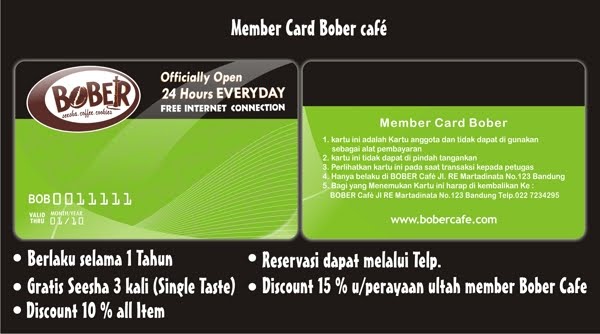 Member Card Bober café
BOBER
seesha. coffee. cookies
Officially Open
24 Hours EVERYDAY
FREE INTERNET CONNECTION
BOB0011111
VALID THRU
MONTH/YEAR
01/10
Member Card Bober
1. kartu ini adalah Kartu anggota dan tidak dapat di gunakan
sebagai alat pembayaran
2. kartu ini tidak dapat di pindah tangankan
3. Perlihatkan kartu ini pada saat transaksi kepada petugas
4. Hanya belaku di BOBER Café Jl. RE Martadinata No.123 Bandung
5. Bagi yang Menemukan Kartu ini harap di kembalikan Ke :
BOBER Café Jl RE Martadinata No.123 Bandung Telp.022 7234295
www.bobercafe.com
• Berlaku selama 1 Tahun
• Gratis Seesha 3 kali (Single Taste)
• Discount 10 % all Item
• Reservasi dapat melalui Telp.
• Discount 15 % u/perayaan ultah member Bober Cafe